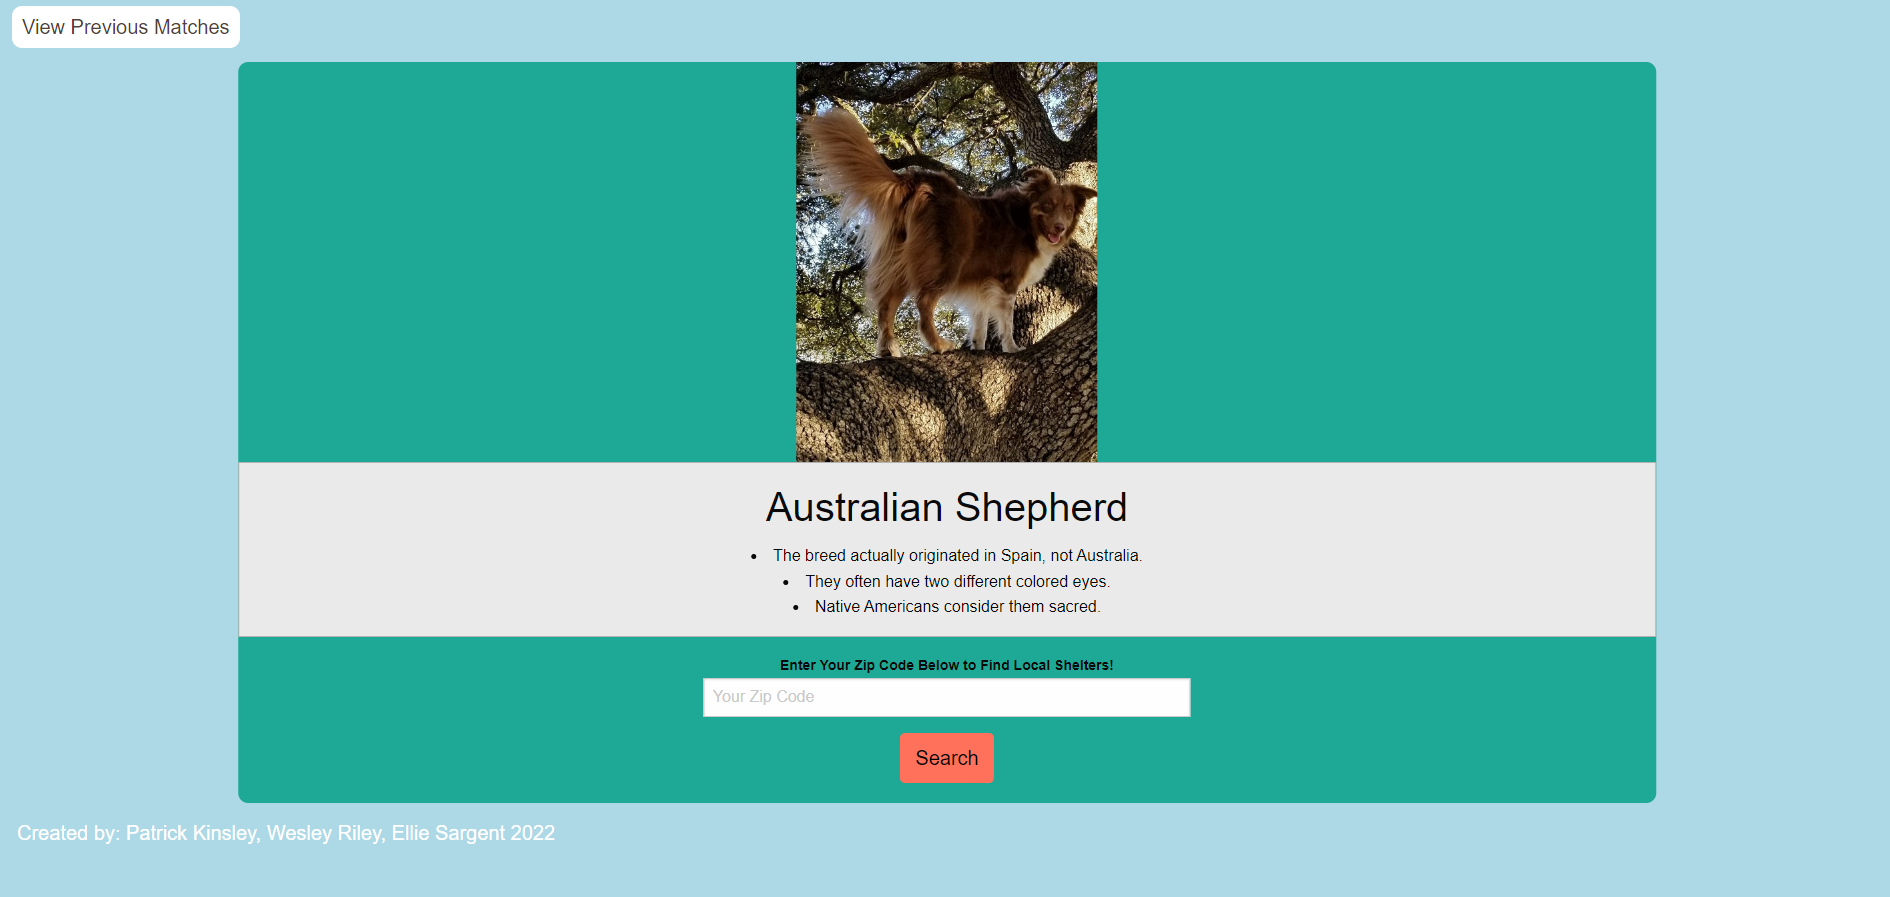 View Previous Matches
Australian Shepherd
• The breed actually originated in Spain, not Australia.
• They often have two different colored eyes.
• Native Americans consider them sacred.
Enter Your Zip Code Below to Find Local Shelters!
Your Zip Code
Search
Created by: Patrick Kinsley, Wesley Riley, Ellie Sargent 2022